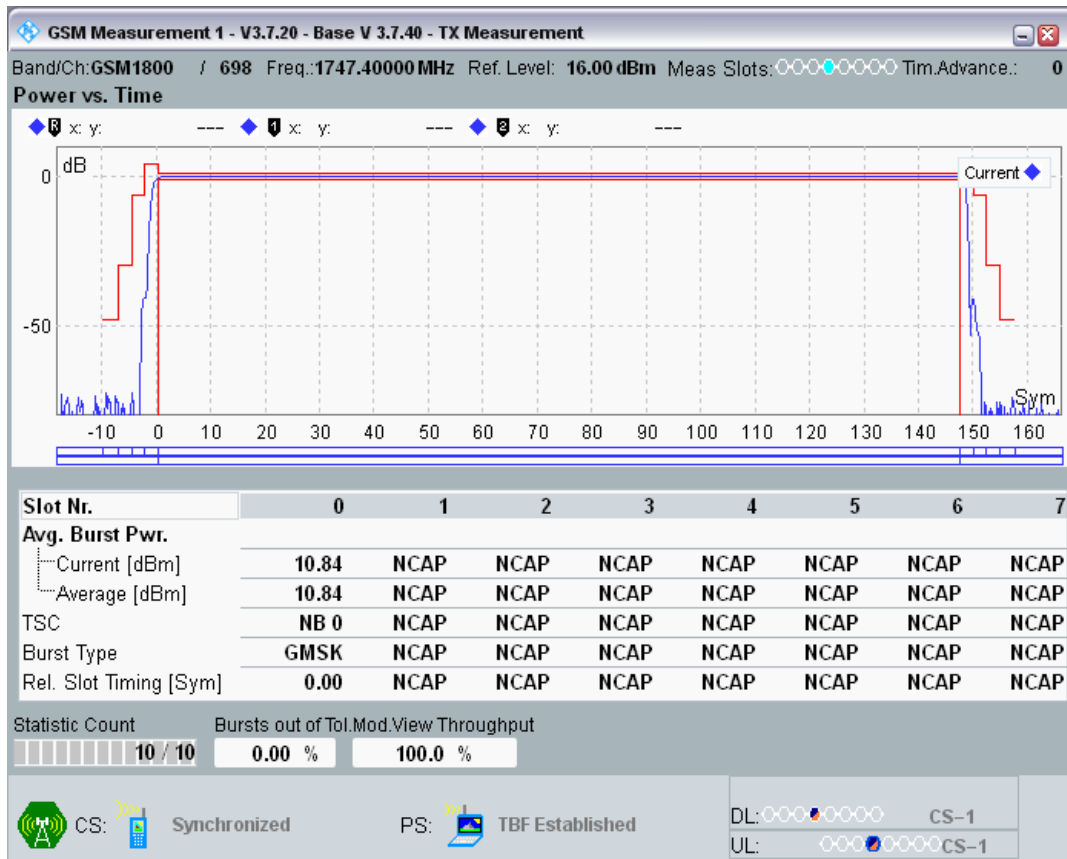 GSM Measurement 1 - V3.7.20 - Base V 3.7.40 - TX Measurement
Band/Ch:GSM1800 / 698 Freq.:1747.40000 MHz Ref. Level: 16.00 dBm Meas Slots: Tim.Advance.: 0
Power vs. Time
R x: y: --- 1 x: y: --- 2 x: y: ---
dB
0
Current
-50
Sym
-10 0 10 20 30 40 50 60 70 80 90 100 110 120 130 140 150 160
Slot Nr. 0 1 2 3 4 5 6 7
Avg. Burst Pwr.
Current [dBm] 10.84 NCAP NCAP NCAP NCAP NCAP NCAP NCAP
Average [dBm] 10.84 NCAP NCAP NCAP NCAP NCAP NCAP NCAP
TSC NB 0 NCAP NCAP NCAP NCAP NCAP NCAP NCAP
Burst Type GMSK NCAP NCAP NCAP NCAP NCAP NCAP NCAP
Rel. Slot Timing [Sym] 0.00 NCAP NCAP NCAP NCAP NCAP NCAP NCAP
Statistic Count Bursts out of Tol.Mod.View Throughput
10 / 10 0.00 % 100.0 %
CS: Synchronized PS: TBF Established
DL: CS-1
UL: CS-1